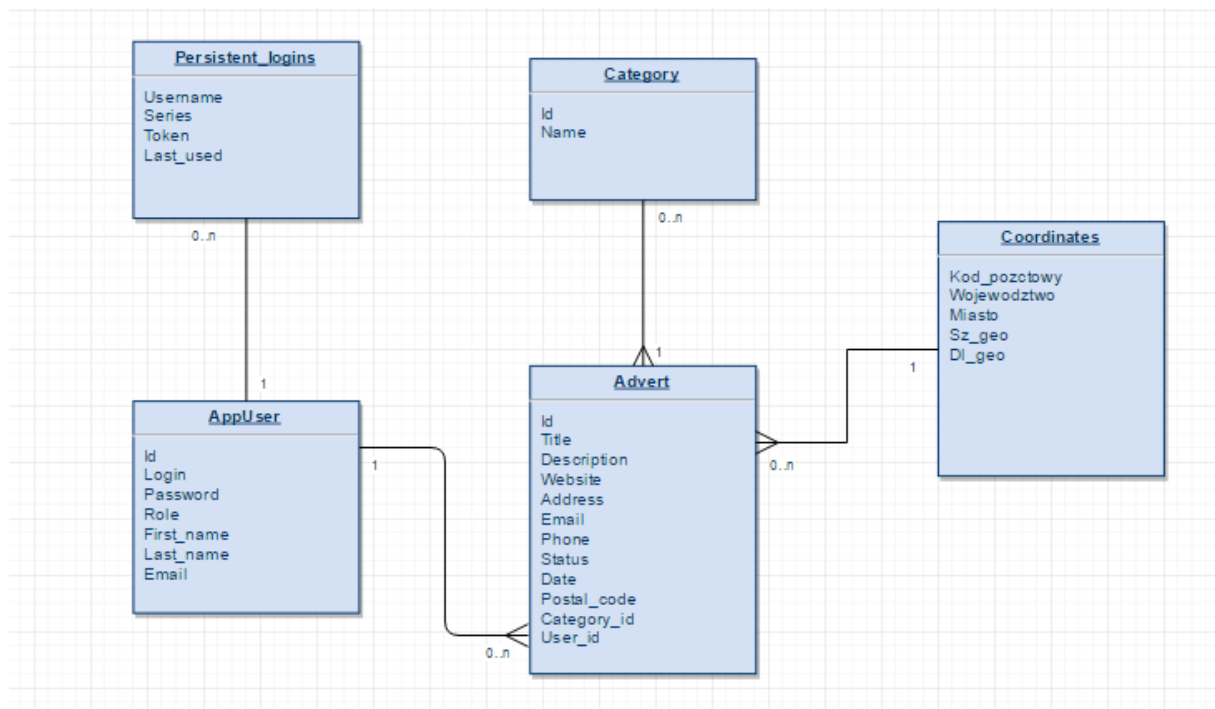 Persistent_logins
Username
Series
Token
Last_used
0..n
1
Category
Id
Name
0..n
1
Coordinates
Kod_pozctowy
Wojewodztwo
Miasto
Sz_geo
Dl_geo
1
0..n
AppUser
Id
Login
Password
Role
First_name
Last_name
Email
1
0..n
Advert
Id
Title
Description
Website
Address
Email
Phone
Status
Date
Postal_code
Category_id
User_id